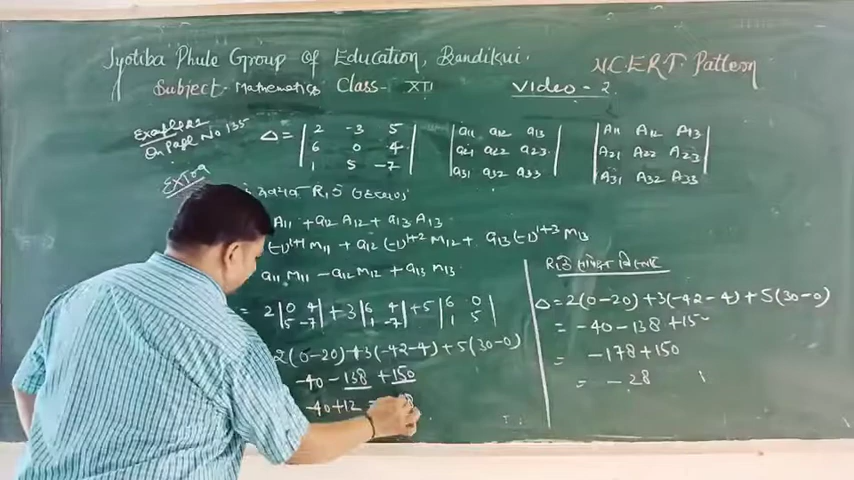 Jyotiba Phule Group of Education, Bandikui.
N.C.E.R.T. Pattern
Subject- Mathematics Class- XII
Video - 2
Example 22
On page No 135
Δ = | 2 -3 5 | | a11 a12 a13 | | A11 A12 A13 |
| 6 0 4 | | a21 a22 a23 | | A21 A22 A23 |
| 1 5 -7 | | a31 a32 a33 | | A31 A32 A33 |
A11 + a12 A12 + a13 A13
(-1)1+1 M11 + a12 (-1)1+2 M12 + a13 (-1)1+3 M13
a11 M11 - a12 M12 + a13 M13
= 2 | 0 4 | + 3 | 6 4 | + 5 | 6 0 |
| 5 -7 | | 1 -7 | | 1 5 |
2(0-20) + 3(-42-4) + 5(30-0)
-40 - 138 + 150
-40 + 12 =
Δ = 2(0-20) + 3(-42-4) + 5(30-0)
= -40 - 138 + 150
= -178 + 150
= -28